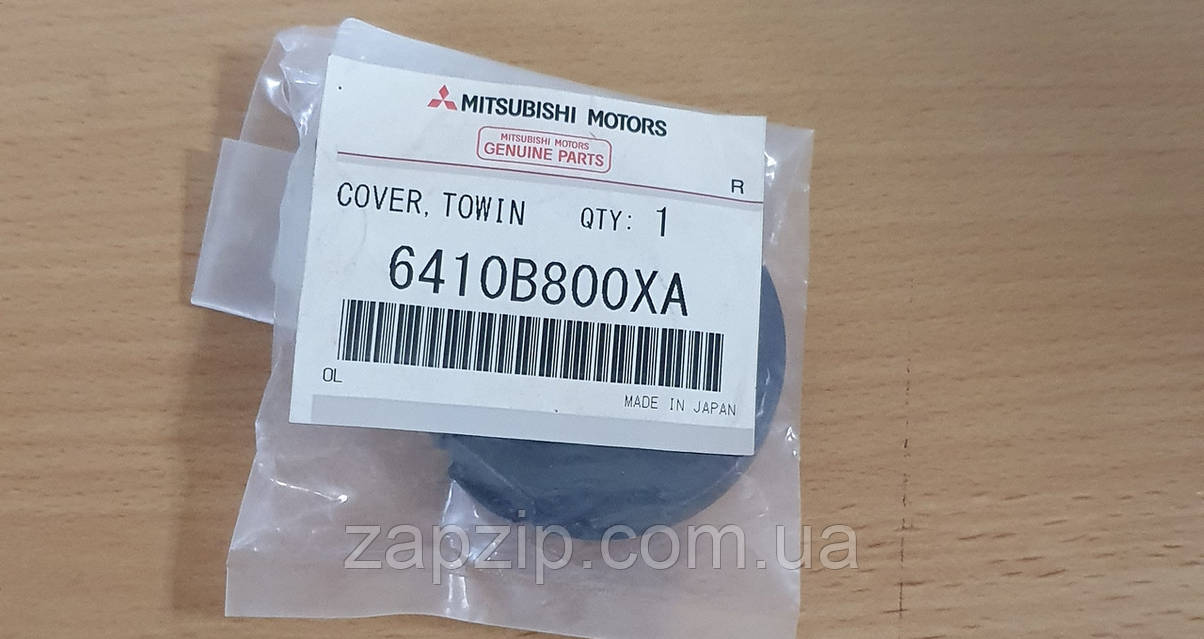 MITSUBISHI MOTORS
MITSUBISHI MOTORS
GENUINE PARTS
R
COVER, TOWIN QTY: 1
6410B800XA
OL
MADE IN JAPAN
zapzip.com.ua